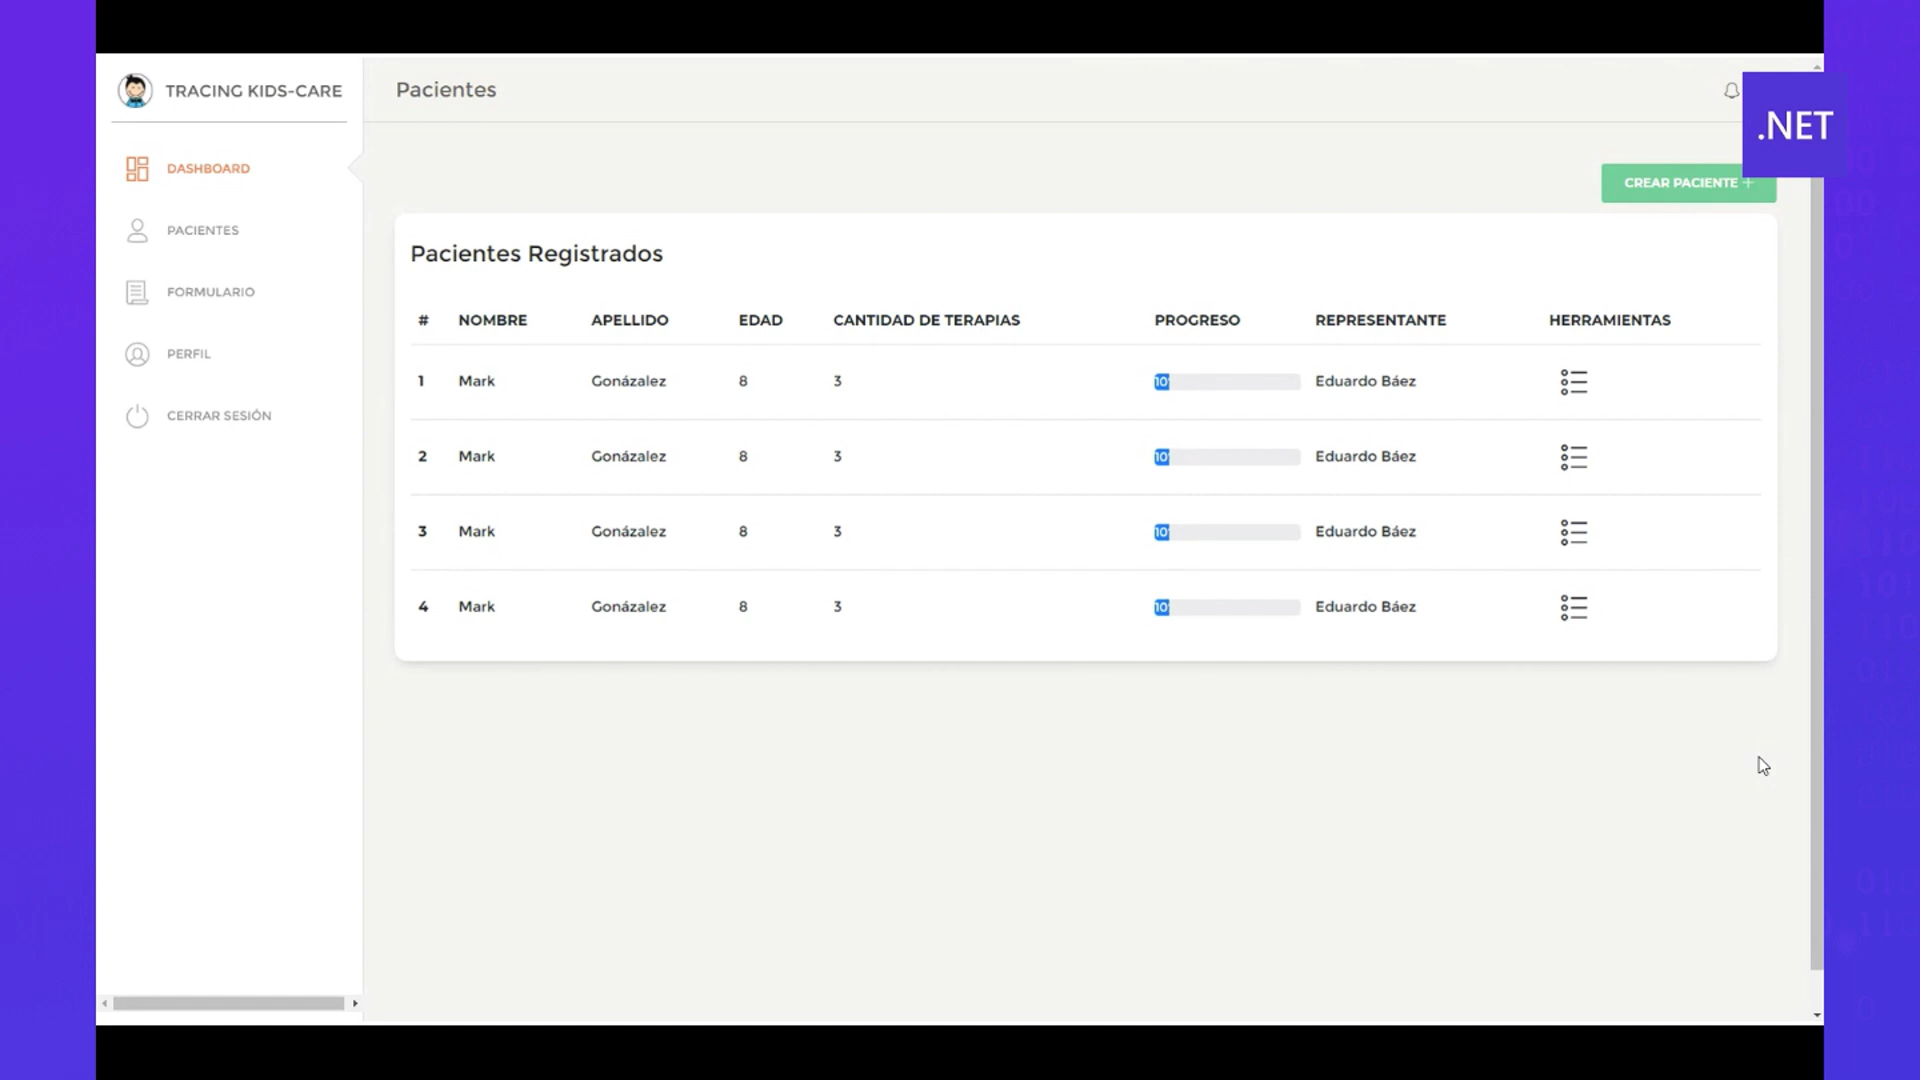 TRACING KIDS-CARE
Pacientes
.NET
DASHBOARD
CREAR PACIENTE +
PACIENTES
Pacientes Registrados
FORMULARIO
# NOMBRE APELLIDO EDAD CANTIDAD DE TERAPIAS PROGRESO REPRESENTANTE HERRAMIENTAS
PERFIL
1 Mark Gonázalez 8 3 10 Eduardo Báez
CERRAR SESIÓN
2 Mark Gonázalez 8 3 10 Eduardo Báez
3 Mark Gonázalez 8 3 10 Eduardo Báez
4 Mark Gonázalez 8 3 10 Eduardo Báez